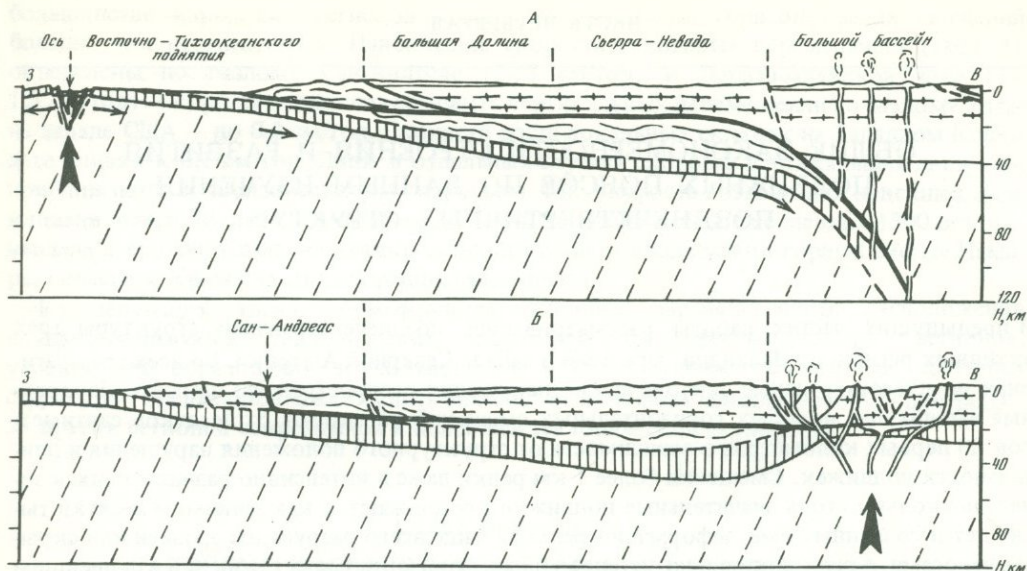 А
Ось Восточно-Тихоокеанского поднятия Большая Долина Сьерра-Невада Большой Бассейн
З В
0
40
80
120
Н, км
Сан-Андреас Б
З В
0
40
80
Н км